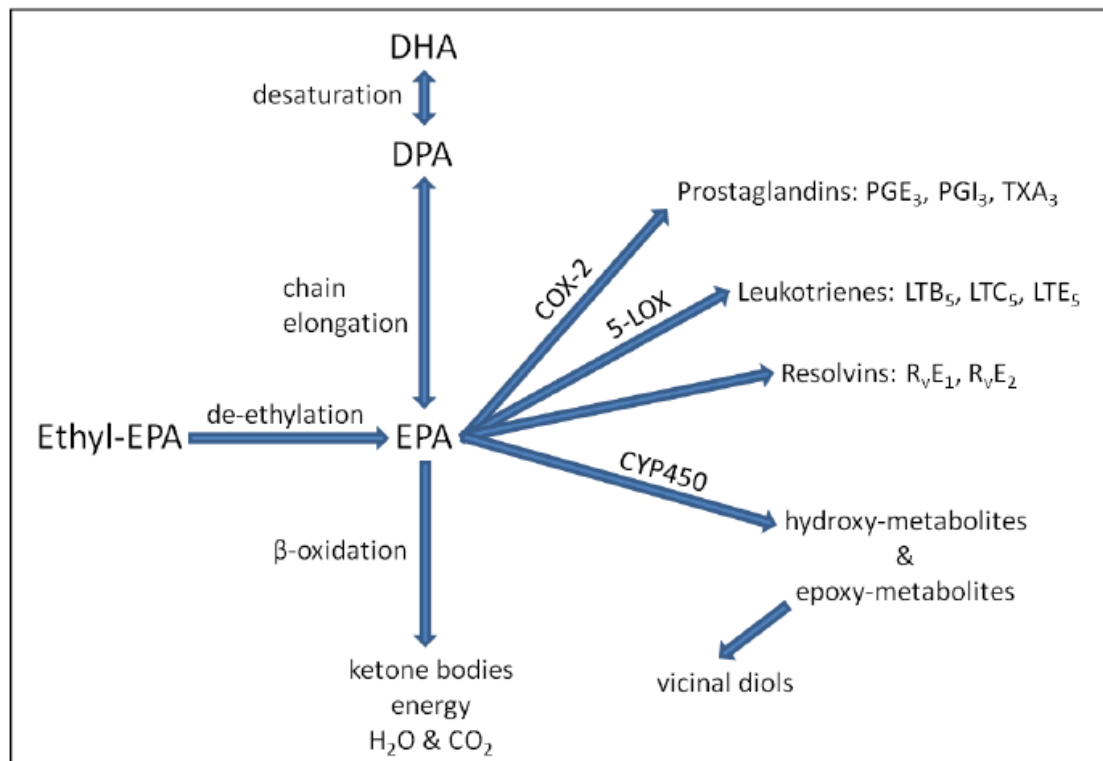 DHA
desaturation
DPA
Prostaglandins: PGE₃, PGI₃, TXA₃
chain
elongation
COX-2
5-LOX
Leukotrienes: LTB₅, LTC₅, LTE₅
Resolvins: RᵥE₁, RᵥE₂
de-ethylation
Ethyl-EPA
EPA
CYP450
hydroxy-metabolites
&
epoxy-metabolites
β-oxidation
ketone bodies
energy
H₂O & CO₂
vicinal diols